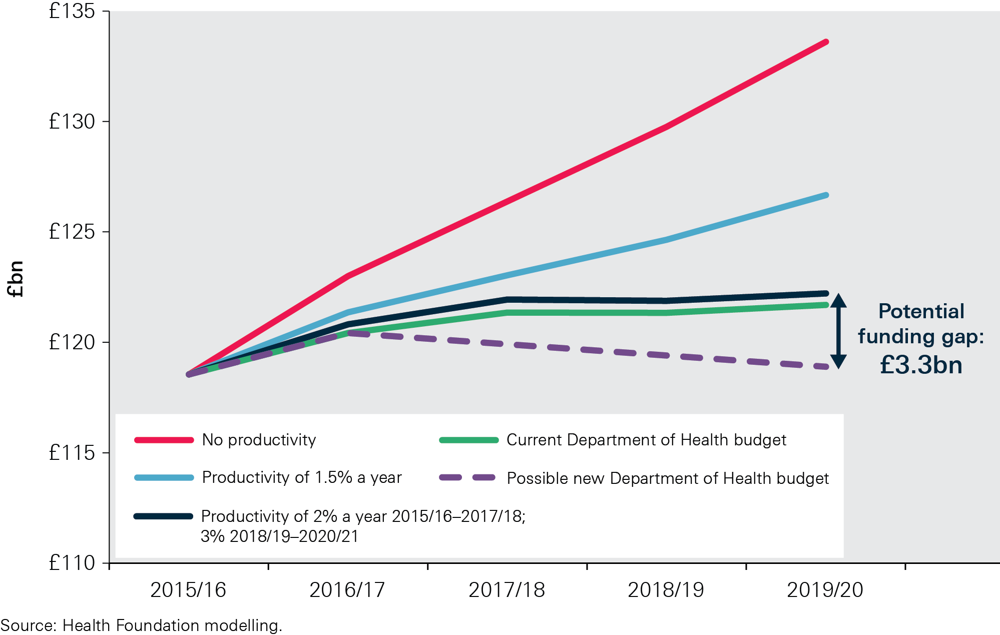 £135
£130
£125
£120
£115
£110
£bn
Potential
funding gap:
£3.3bn
No productivity
Current Department of Health budget
Productivity of 1.5% a year
Possible new Department of Health budget
Productivity of 2% a year 2015/16–2017/18;
3% 2018/19–2020/21
2015/16
2016/17
2017/18
2018/19
2019/20
Source: Health Foundation modelling.